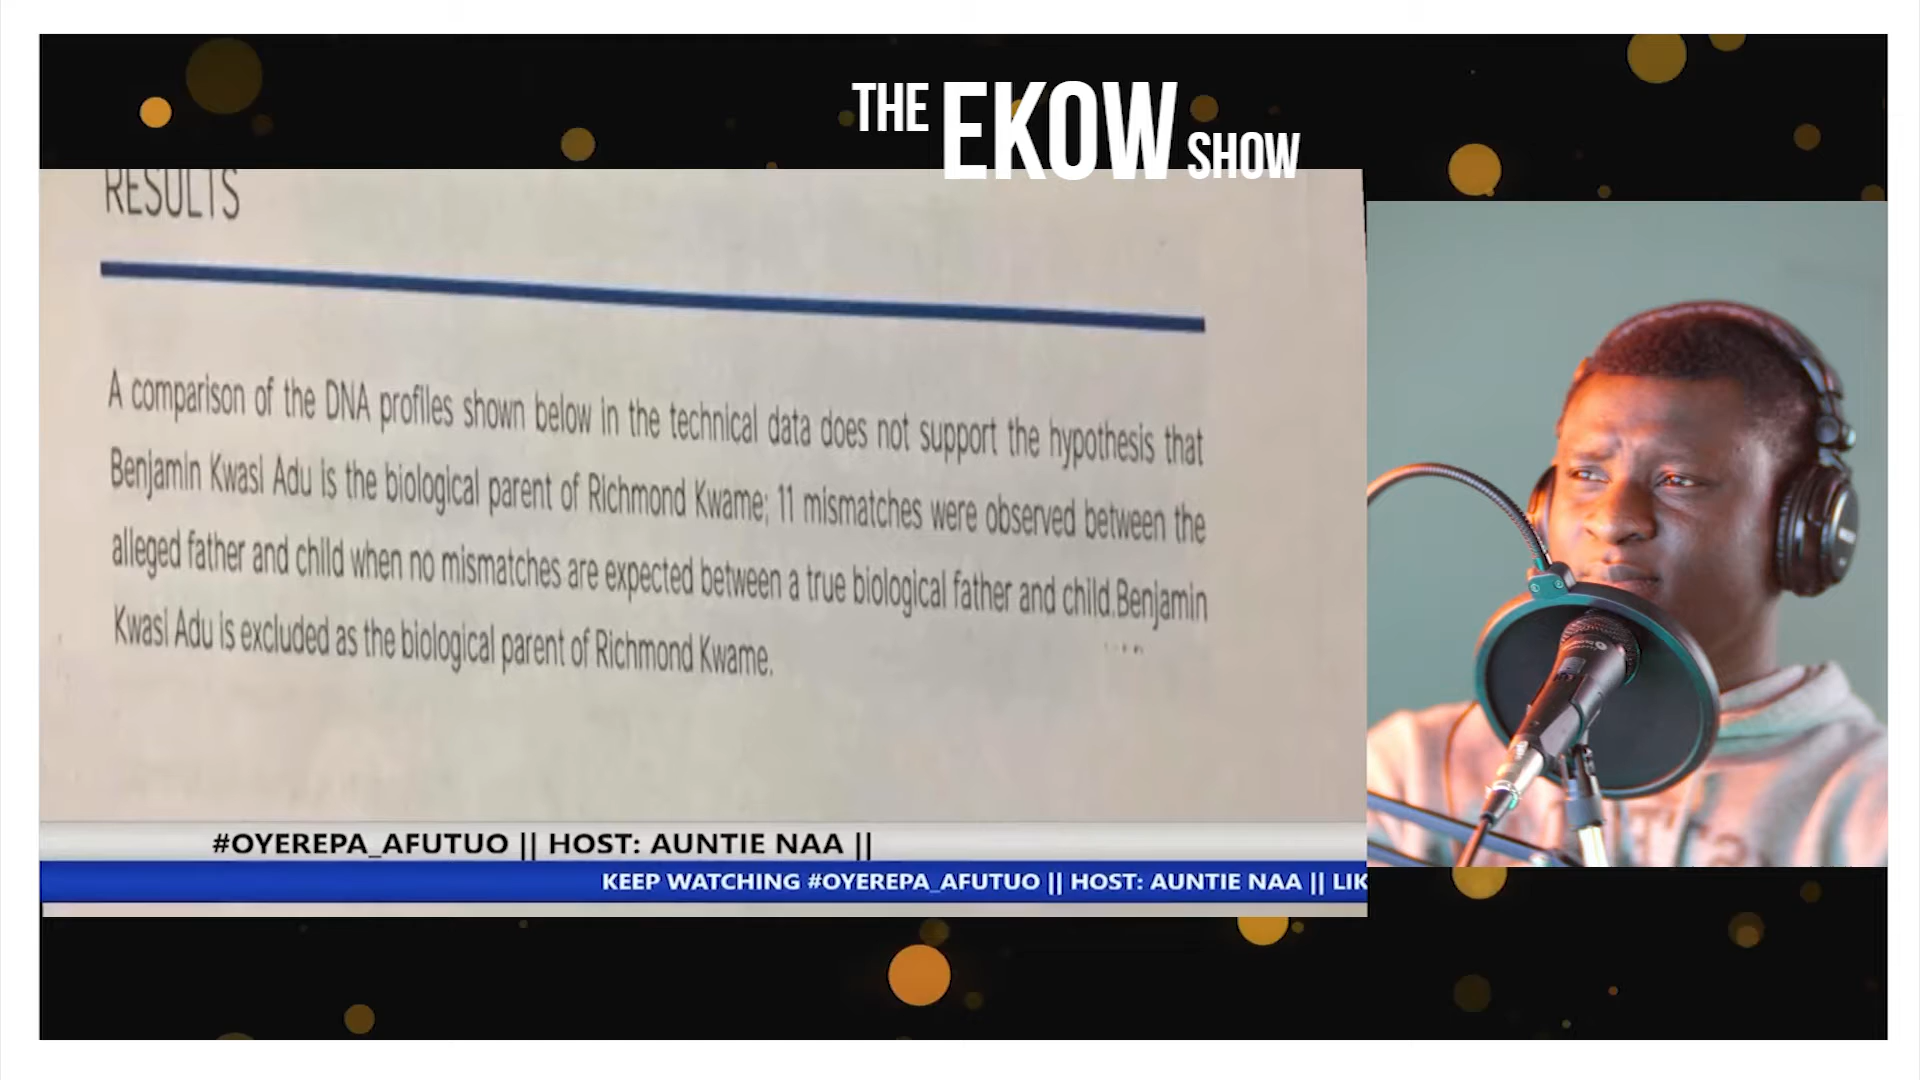 THE EKOW SHOW
RESULTS
A comparison of the DNA profiles shown below in the technical data does not support the hypothesis that
Benjamin Kwasi Adu is the biological parent of Richmond Kwame; 11 mismatches were observed between the
alleged father and child when no mismatches are expected between a true biological father and child.Benjamin
Kwasi Adu is excluded as the biological parent of Richmond Kwame.
#OYEREPA_AFUTUO || HOST: AUNTIE NAA ||
KEEP WATCHING #OYEREPA_AFUTUO || HOST: AUNTIE NAA || LIK